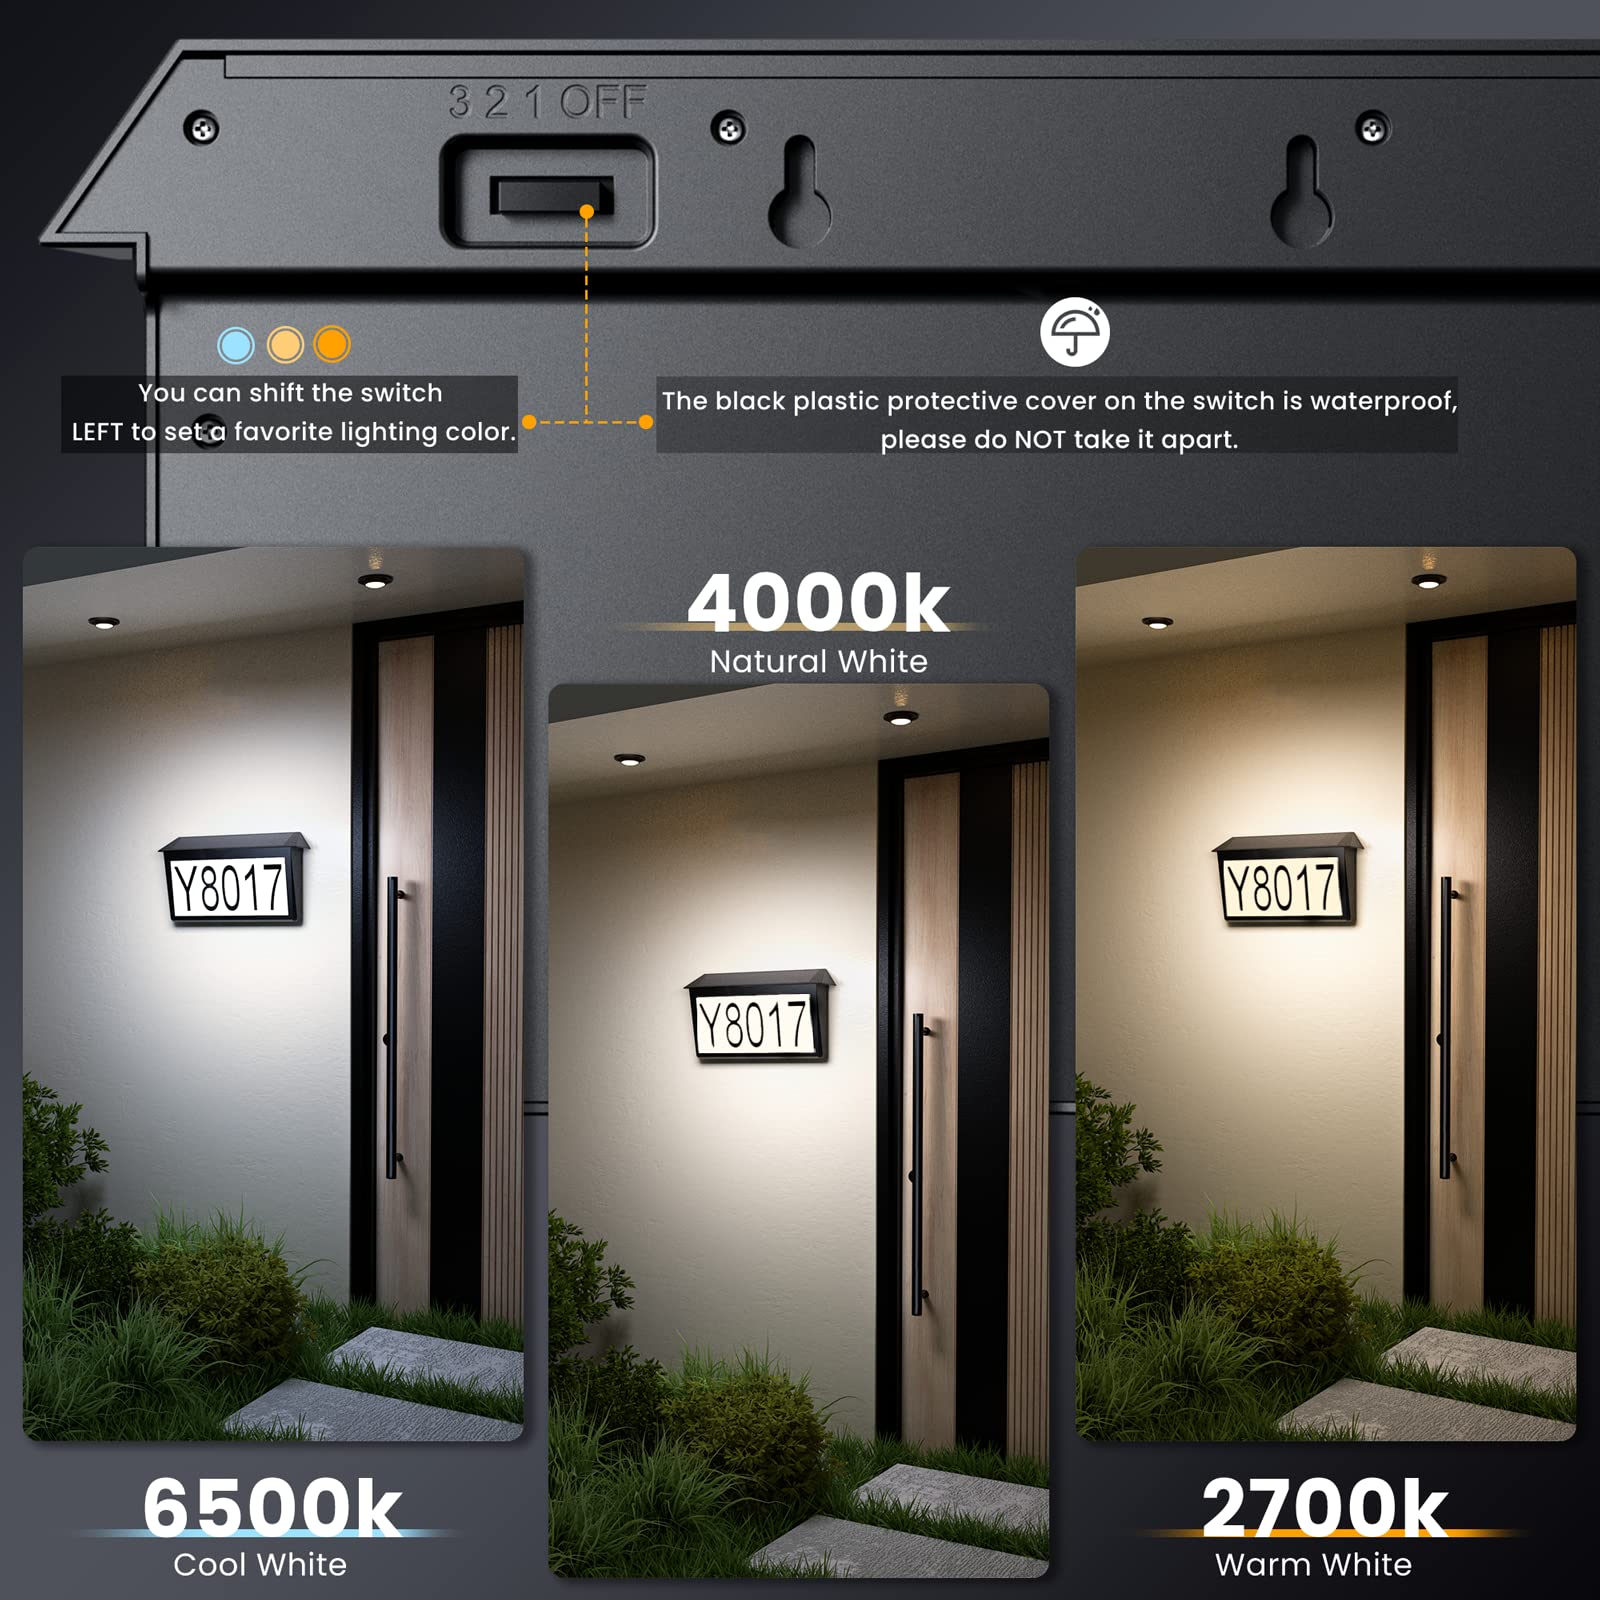 3 2 1 OFF
You can shift the switch
LEFT to set a favorite lighting color.
The black plastic protective cover on the switch is waterproof,
please do NOT take it apart.
4000k
Natural White
Y8017
Y8017
Y8017
6500k
Cool White
2700k
Warm White